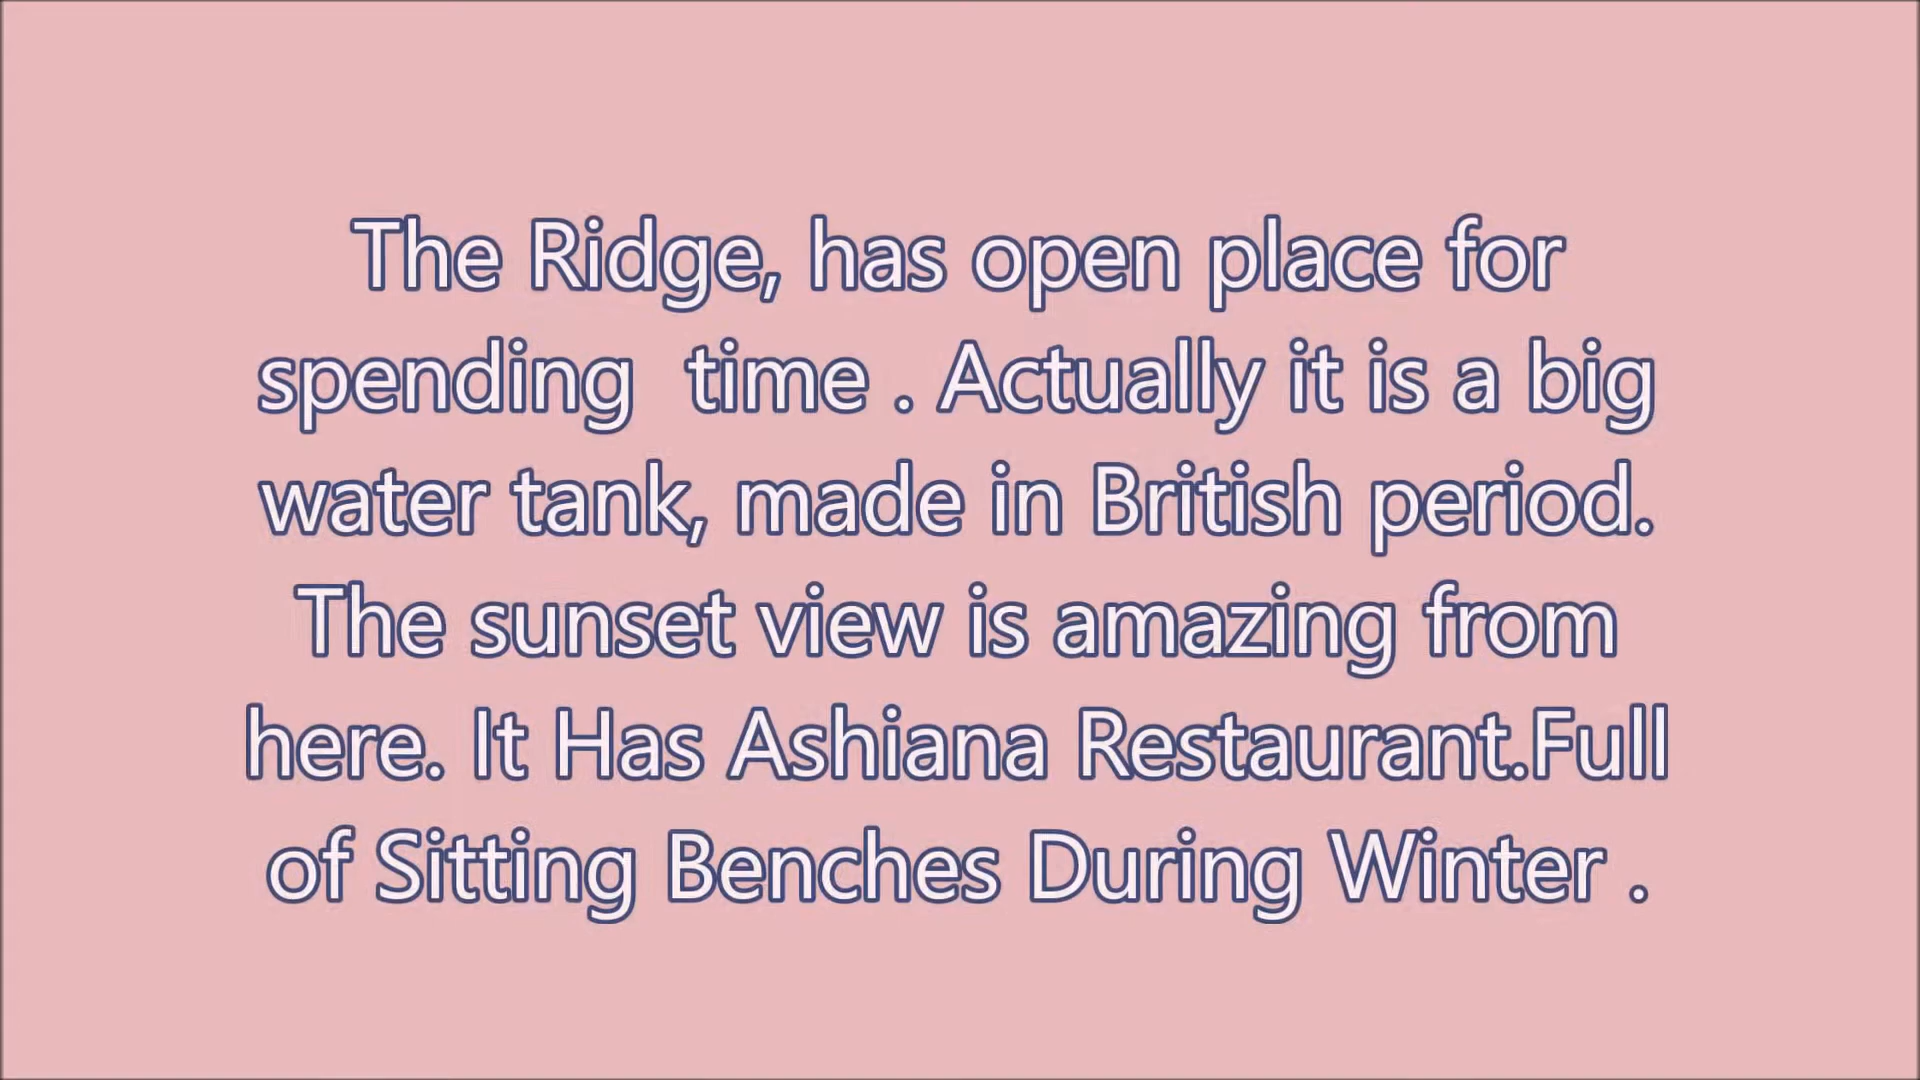 The Ridge, has open place for
spending  time . Actually it is a big
water tank, made in British period.
The sunset view is amazing from
here. It Has Ashiana Restaurant.Full
of Sitting Benches During Winter .